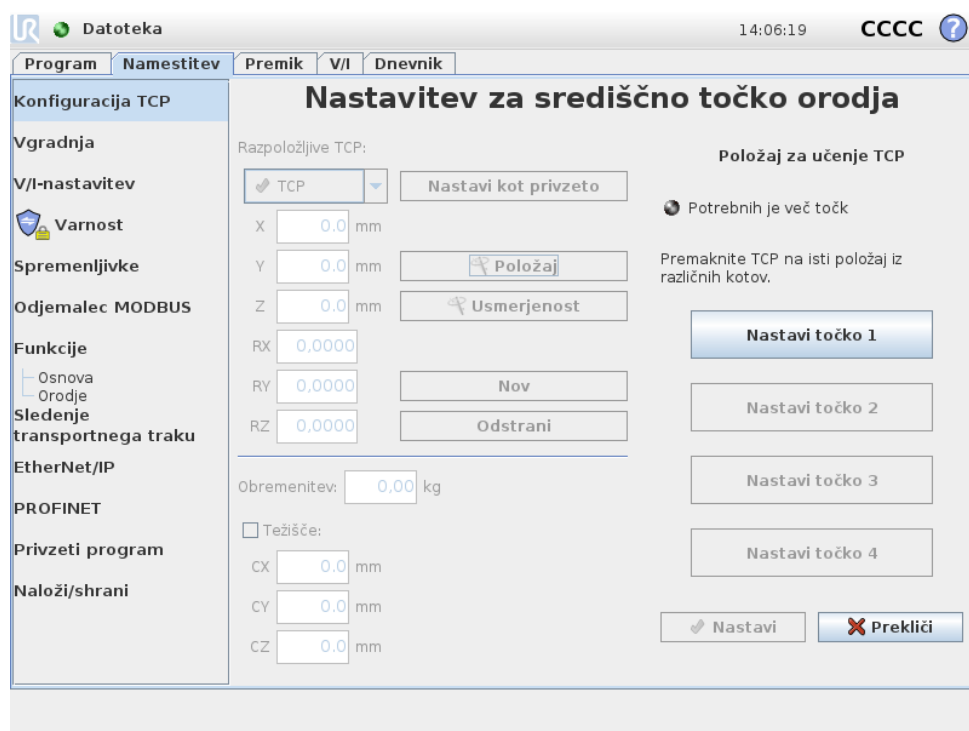 UR Datoteka 14:06:19 CCCC ?
Program Namestitev Premik V/I Dnevnik
Konfiguracija TCP
Vgradnja
V/I-nastavitev
Varnost
Spremenljivke
Odjemalec MODBUS
Funkcije
Osnova
Orodje
Sledenje
transportnega traku
EtherNet/IP
PROFINET
Privzeti program
Naloži/shrani
Nastavitev za središčno točko orodja
Razpoložljive TCP:
TCP Nastavi kot privzeto
X 0.0 mm
Y 0.0 mm Položaj
Z 0.0 mm Usmerjenost
RX 0,0000
RY 0,0000 Nov
RZ 0,0000 Odstrani
Obremenitev: 0,00 kg
Težišče:
CX 0.0 mm
CY 0.0 mm
CZ 0.0 mm
Položaj za učenje TCP
Potrebnih je več točk
Premaknite TCP na isti položaj iz
različnih kotov.
Nastavi točko 1
Nastavi točko 2
Nastavi točko 3
Nastavi točko 4
Nastavi Prekliči